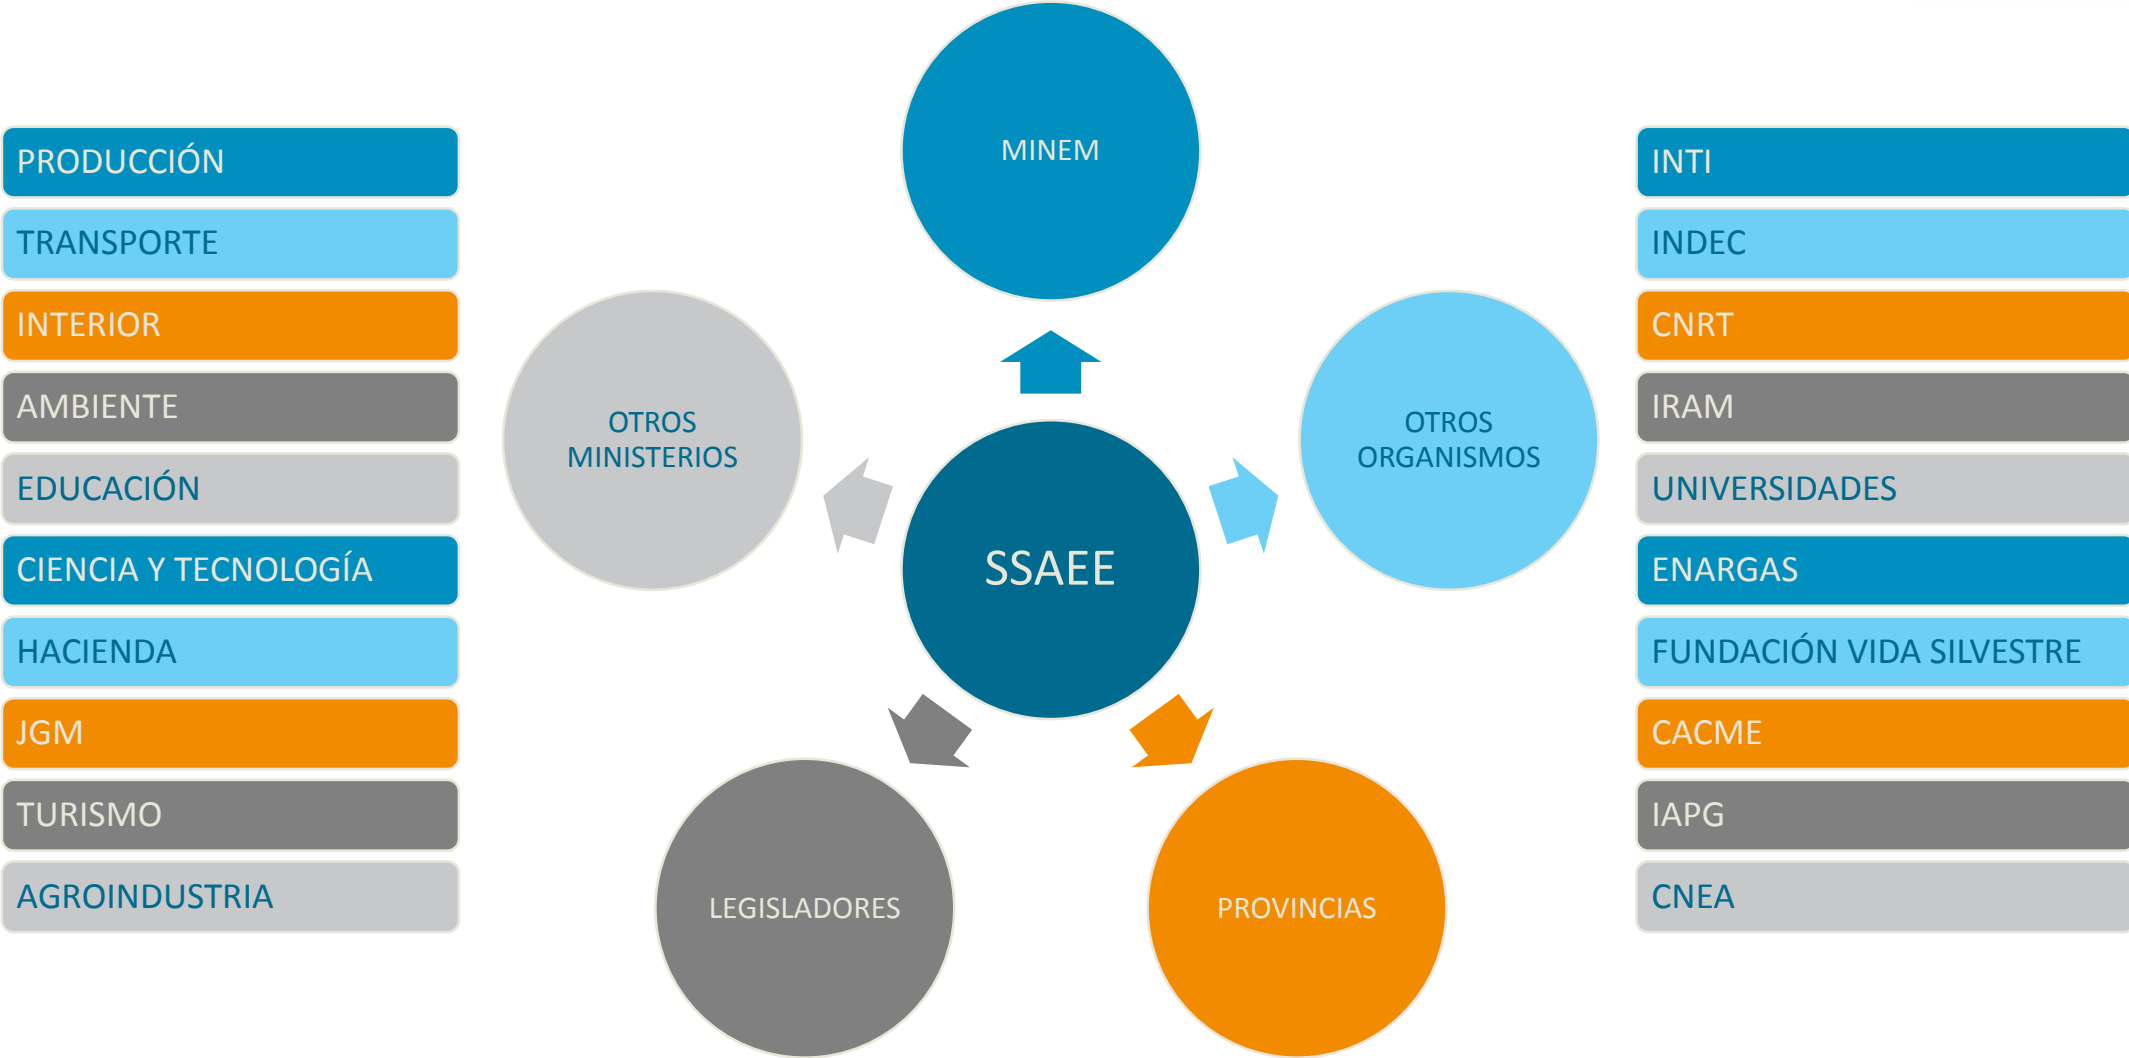 PRODUCCIÓN
TRANSPORTE
INTERIOR
AMBIENTE
EDUCACIÓN
CIENCIA Y TECNOLOGÍA
HACIENDA
JGM
TURISMO
AGROINDUSTRIA
MINEM
OTROS
MINISTERIOS
OTROS
ORGANISMOS
SSAEE
LEGISLADORES
PROVINCIAS
INTI
INDEC
CNRT
IRAM
UNIVERSIDADES
ENARGAS
FUNDACIÓN VIDA SILVESTRE
CACME
IAPG
CNEA